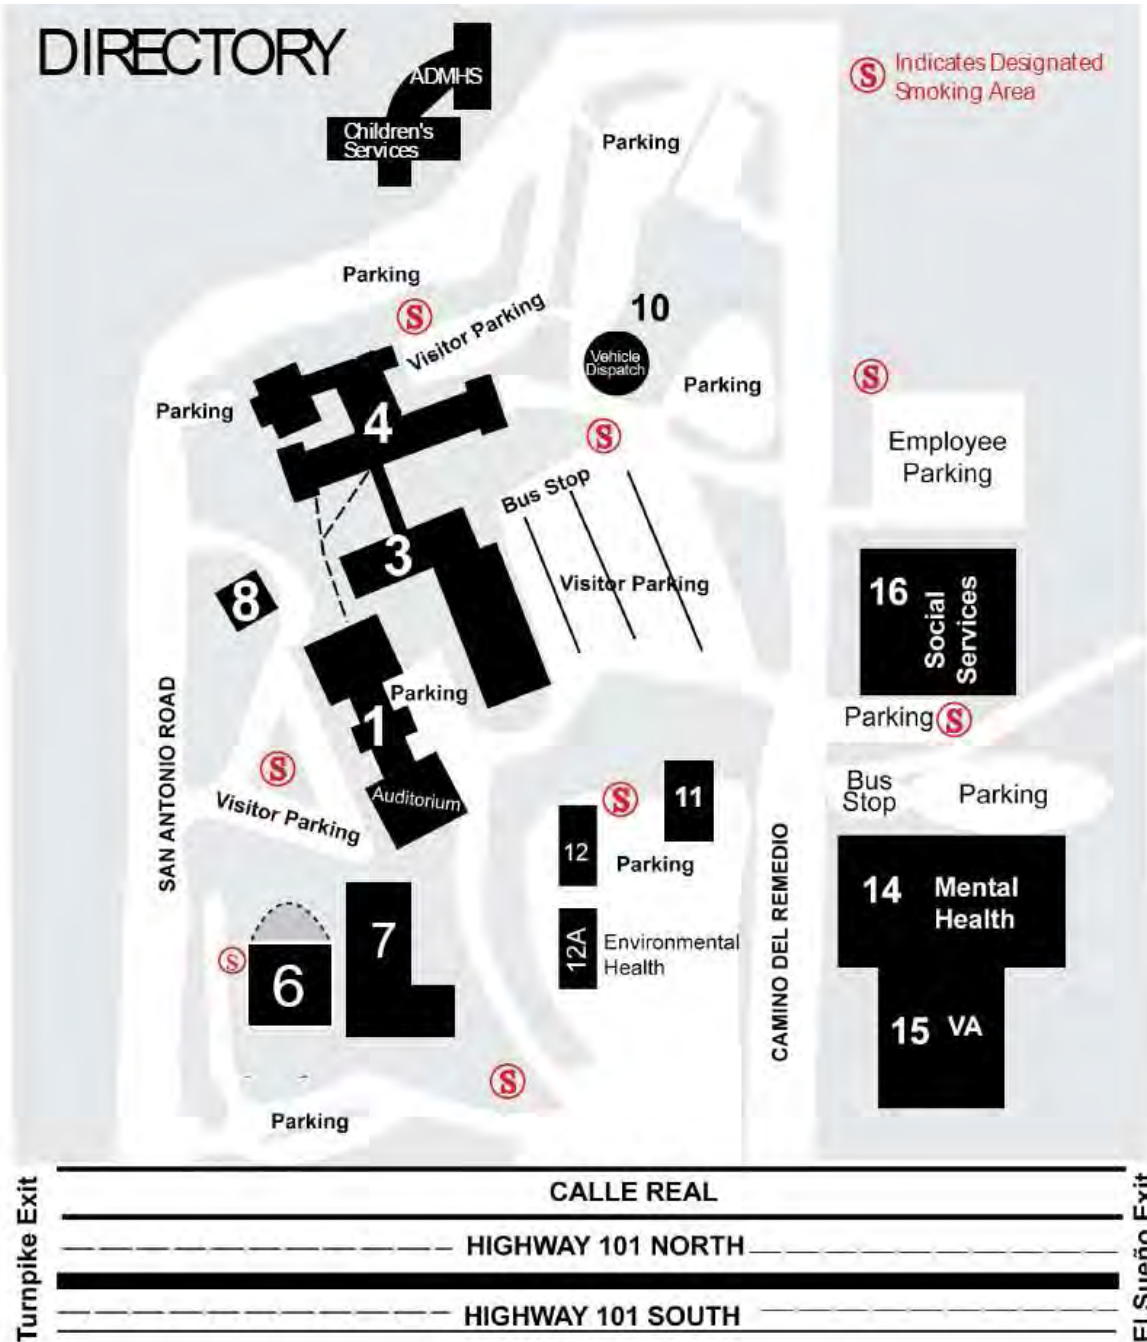 DIRECTORY
ADMHS
Children's
Services
S Indicates Designated
Smoking Area
Parking
Parking
S
Visitor Parking
10
Vehicle
Dispatch
Parking
S
Parking
4
S
Employee
Parking
Bus Stop
3
Visitor Parking
8
16
Social
Services
Parking
1
Auditorium
Parking S
S
Visitor Parking
SAN ANTONIO ROAD
S
11
12
Parking
Bus
Stop
Parking
CAMINO DEL REMEDIO
14
Mental
Health
7
S
6
12A
Environmental
Health
15 VA
S
Parking
Turnpike Exit
CALLE REAL
HIGHWAY 101 NORTH
HIGHWAY 101 SOUTH
El Sueño Exit